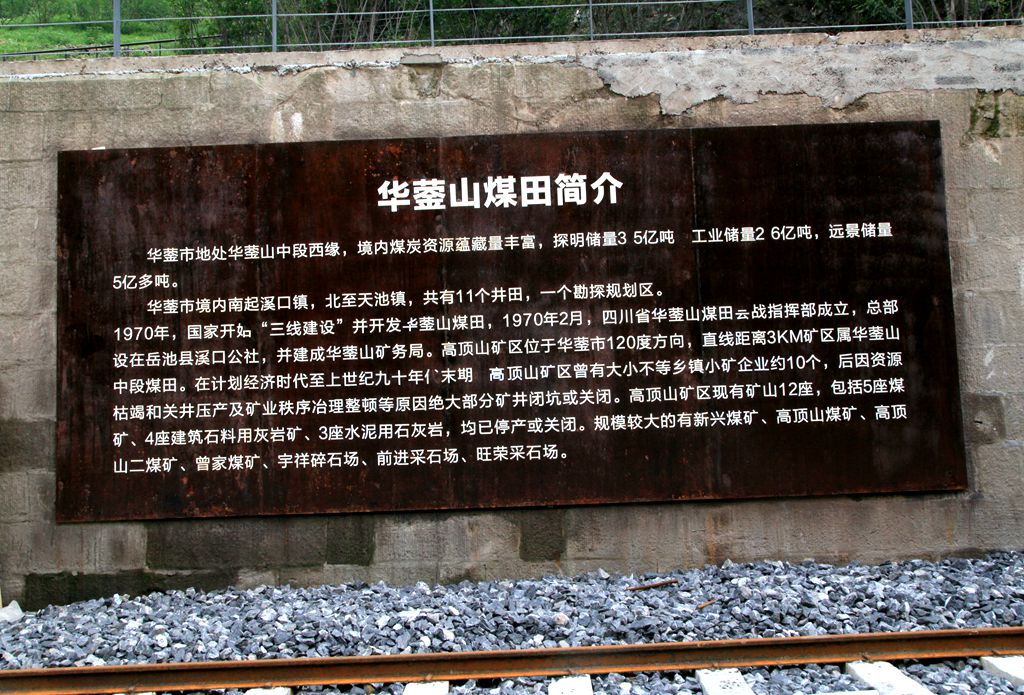 华蓥山煤田简介
华蓥市地处华蓥山中段西缘，境内煤炭资源蕴藏量丰富，探明储量3 5亿吨 工业储量2 6亿吨，远景储量
5亿多吨。
华蓥市境内南起溪口镇，北至天池镇，共有11个井田，一个勘探规划区。
1970年，国家开始“三线建设”并开发华蓥山煤田，1970年2月，四川省华蓥山煤田云战指挥部成立，总部
设在岳池县溪口公社，并建成华蓥山矿务局。高顶山矿区位于华蓥市120度方向，直线距离3KM矿区属华蓥山
中段煤田。在计划经济时代至上世纪九十年亻末期 高顶山矿区曾有大小不等乡镇小矿企业约10个，后因资源
枯竭和关井压产及矿业秩序冶理整顿等原因绝大部分矿井闭坑或关闭。高顶山矿区现有矿山12座，包括5座煤
矿、4座建筑石料用灰岩矿、3座水泥用石灰岩，均已停产或关闭。规模较大的有新兴煤矿、高顶山煤矿、高顶
山二煤矿、曾家煤矿、宇祥碎石场、前进采石场、旺荣采石场。